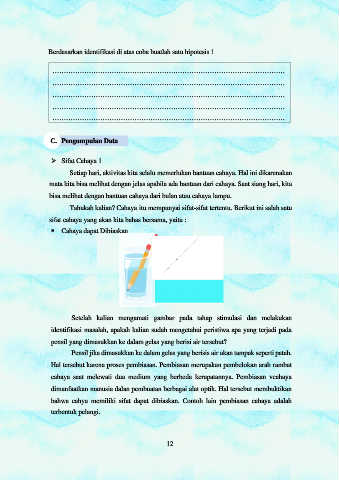 Berdasarkan identifikasi di atas coba buatlah satu hipotesis !
C. Pengumpulan Data
➢ Sifat Cahaya 1
Setiap hari, aktivitas kita selalu memerlukan bantuan cahaya. Hal ini dikarenakan
mata kita bisa melihat dengan jelas apabila ada bantuan dari cahaya. Saat siang hari, kita
bisa melihat dengan bantuan cahaya dari bulan atau cahaya lampu.
Tahukah kalian? Cahaya itu mempunyai sifat-sifat tertentu. Berikut ini salah satu
sifat cahaya yang akan kita bahas bersama, yaitu :
• Cahaya dapat Dibiaskan
Setelah kalian mengamati gambar pada tahap stimulasi dan melakukan
identifikasi masalah, apakah kalian sudah mengetahui peristiwa apa yang terjadi pada
pensil yang dimasukkan ke dalam gelas yang berisi air tersebut?
Pensil jika dimasukkan ke dalam gelas yang berisis air akan tampak seperti patah.
Hal tersebut karena proses pembiasan. Pembiasan merupakan pembelokan arah rambat
cahaya saat melewati dua medium yang berbeda kerapatannya. Pembiasan vcahaya
dimanfaatkan manusia dalam pembuatan berbagai alat optik. Hal tersebut membuktikan
bahwa cahya memiliki sifat dapat dibiaskan. Contoh lain pembiasan cahaya adalah
terbentuk pelangi.
12